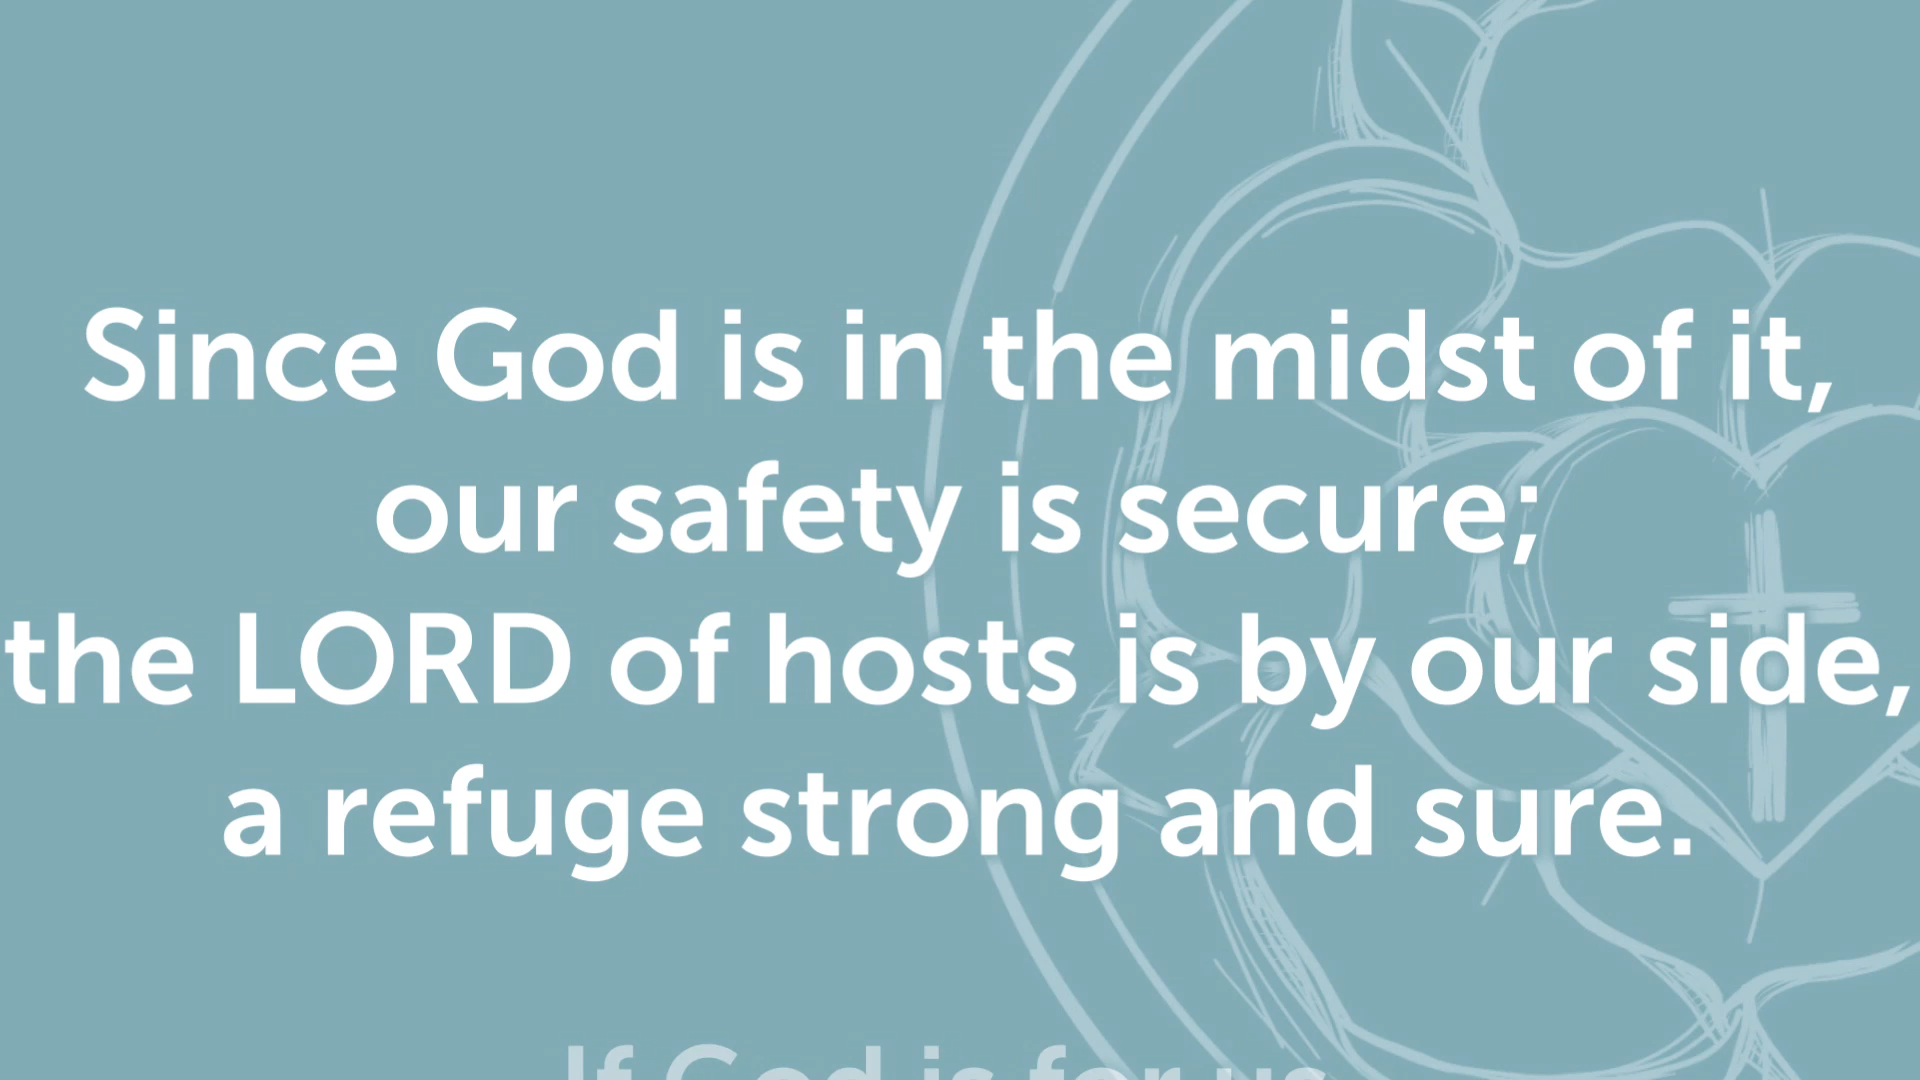 Since God is in the midst of it,
our safety is secure;
the LORD of hosts is by our side,
a refuge strong and sure.
If God is for us